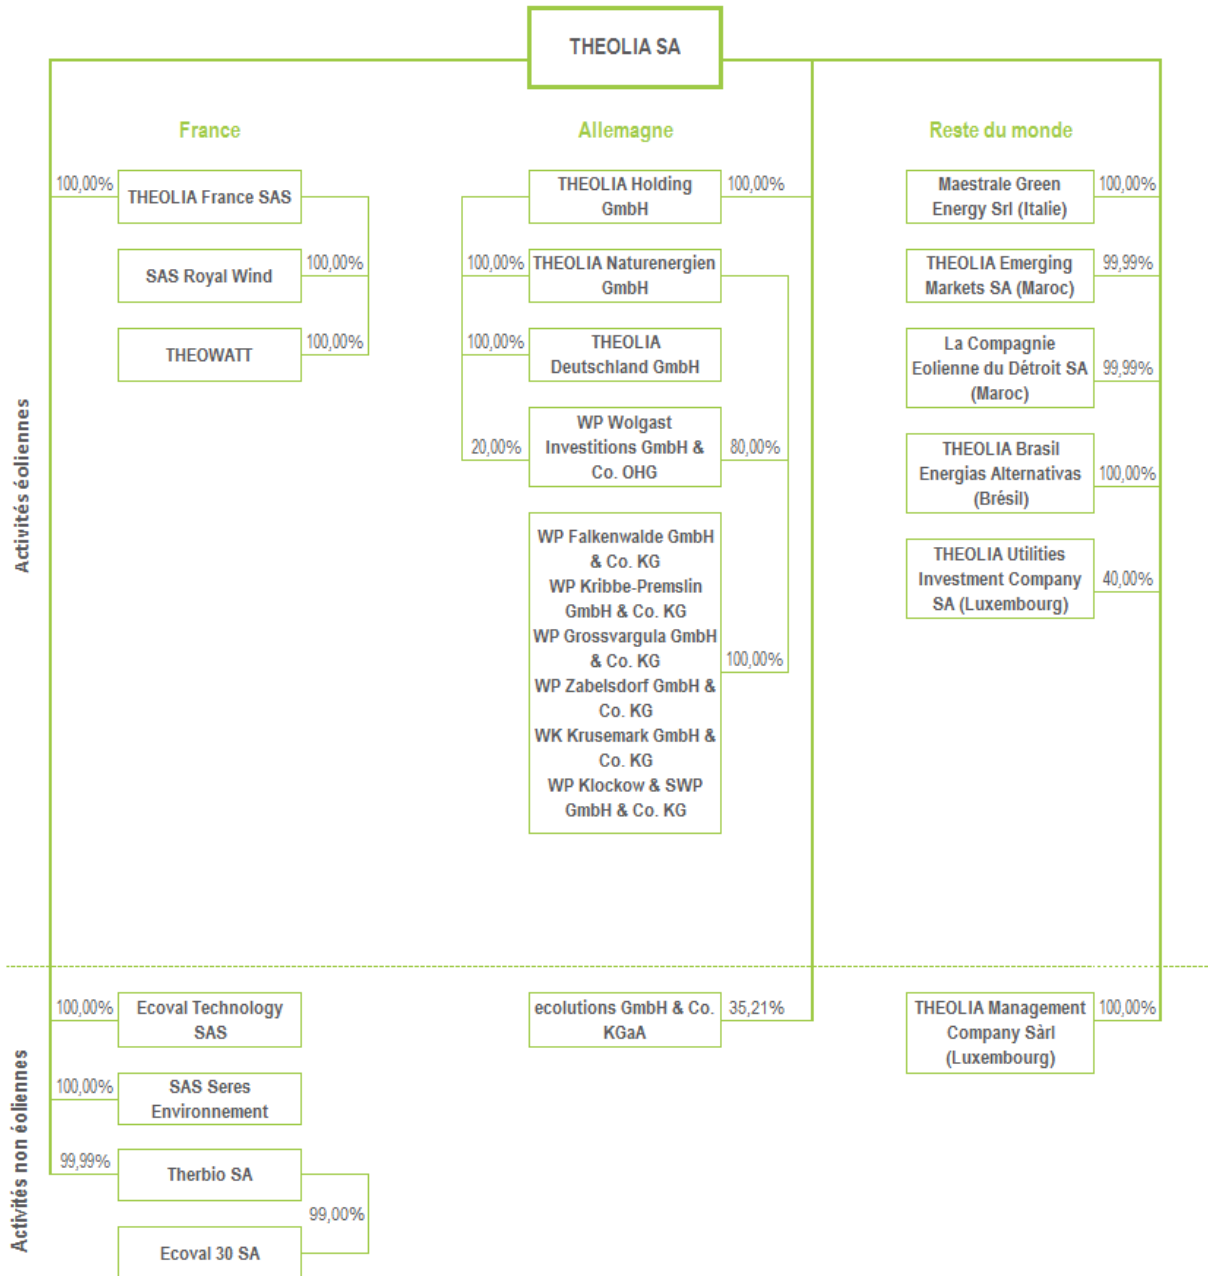 THEOLIA SA
France
Allemagne
Reste du monde
Activités éoliennes
100,00%
THEOLIA France SAS
SAS Royal Wind
100,00%
THEOWATT
100,00%
THEOLIA Holding
GmbH
100,00%
100,00%
THEOLIA Naturenergien
GmbH
100,00%
THEOLIA
Deutschland GmbH
20,00%
WP Wolgast
Investitions GmbH &
Co. OHG
80,00%
WP Falkenwalde GmbH
& Co. KG
WP Kribbe-Premslin
GmbH & Co. KG
WP Grossvargula GmbH
& Co. KG
WP Zabelsdorf GmbH &
Co. KG
WK Krusemark GmbH &
Co. KG
WP Klockow & SWP
GmbH & Co. KG
100,00%
Maestrale Green
Energy Srl (Italie)
100,00%
THEOLIA Emerging
Markets SA (Maroc)
99,99%
La Compagnie
Eolienne du Détroit SA
(Maroc)
99,99%
THEOLIA Brasil
Energias Alternativas
(Brésil)
100,00%
THEOLIA Utilities
Investment Company
SA (Luxembourg)
40,00%
Activités non éoliennes
100,00%
Ecoval Technology
SAS
100,00%
SAS Seres
Environnement
99,99%
Therbio SA
99,00%
Ecoval 30 SA
ecolutions GmbH & Co.
KGaA
35,21%
THEOLIA Management
Company Sàrl
(Luxembourg)
100,00%